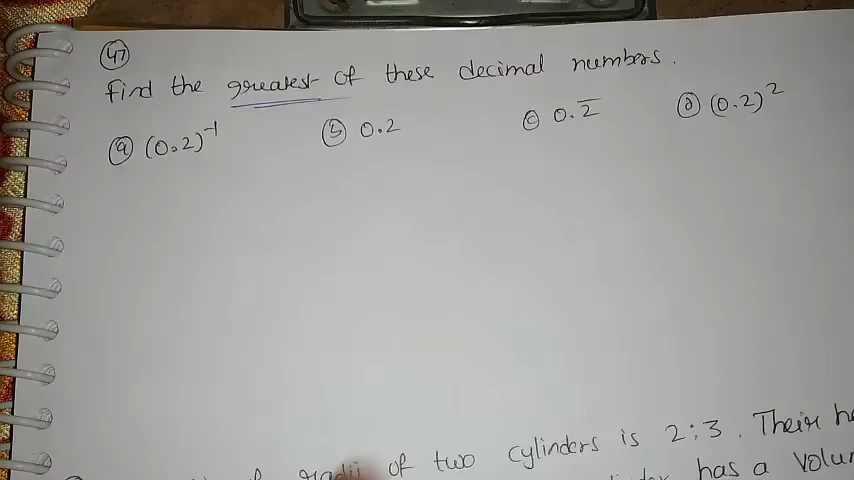 47
Find the greatest of these decimal numbers.
a (0.2)⁻¹ b 0.2 c 0.2̅ d (0.2)²
radii of two cylinders is 2:3. Their
has a